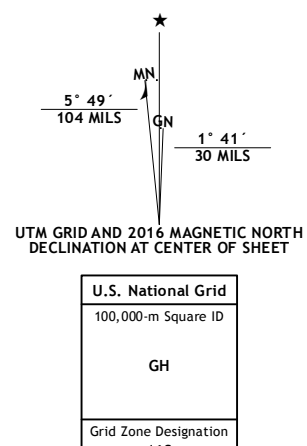 ★
MN
5° 49´
104 MILS
GN
1° 41´
30 MILS
UTM GRID AND 2016 MAGNETIC NORTH
DECLINATION AT CENTER OF SHEET
U.S. National Grid
100,000-m Square ID
GH
Grid Zone Designation